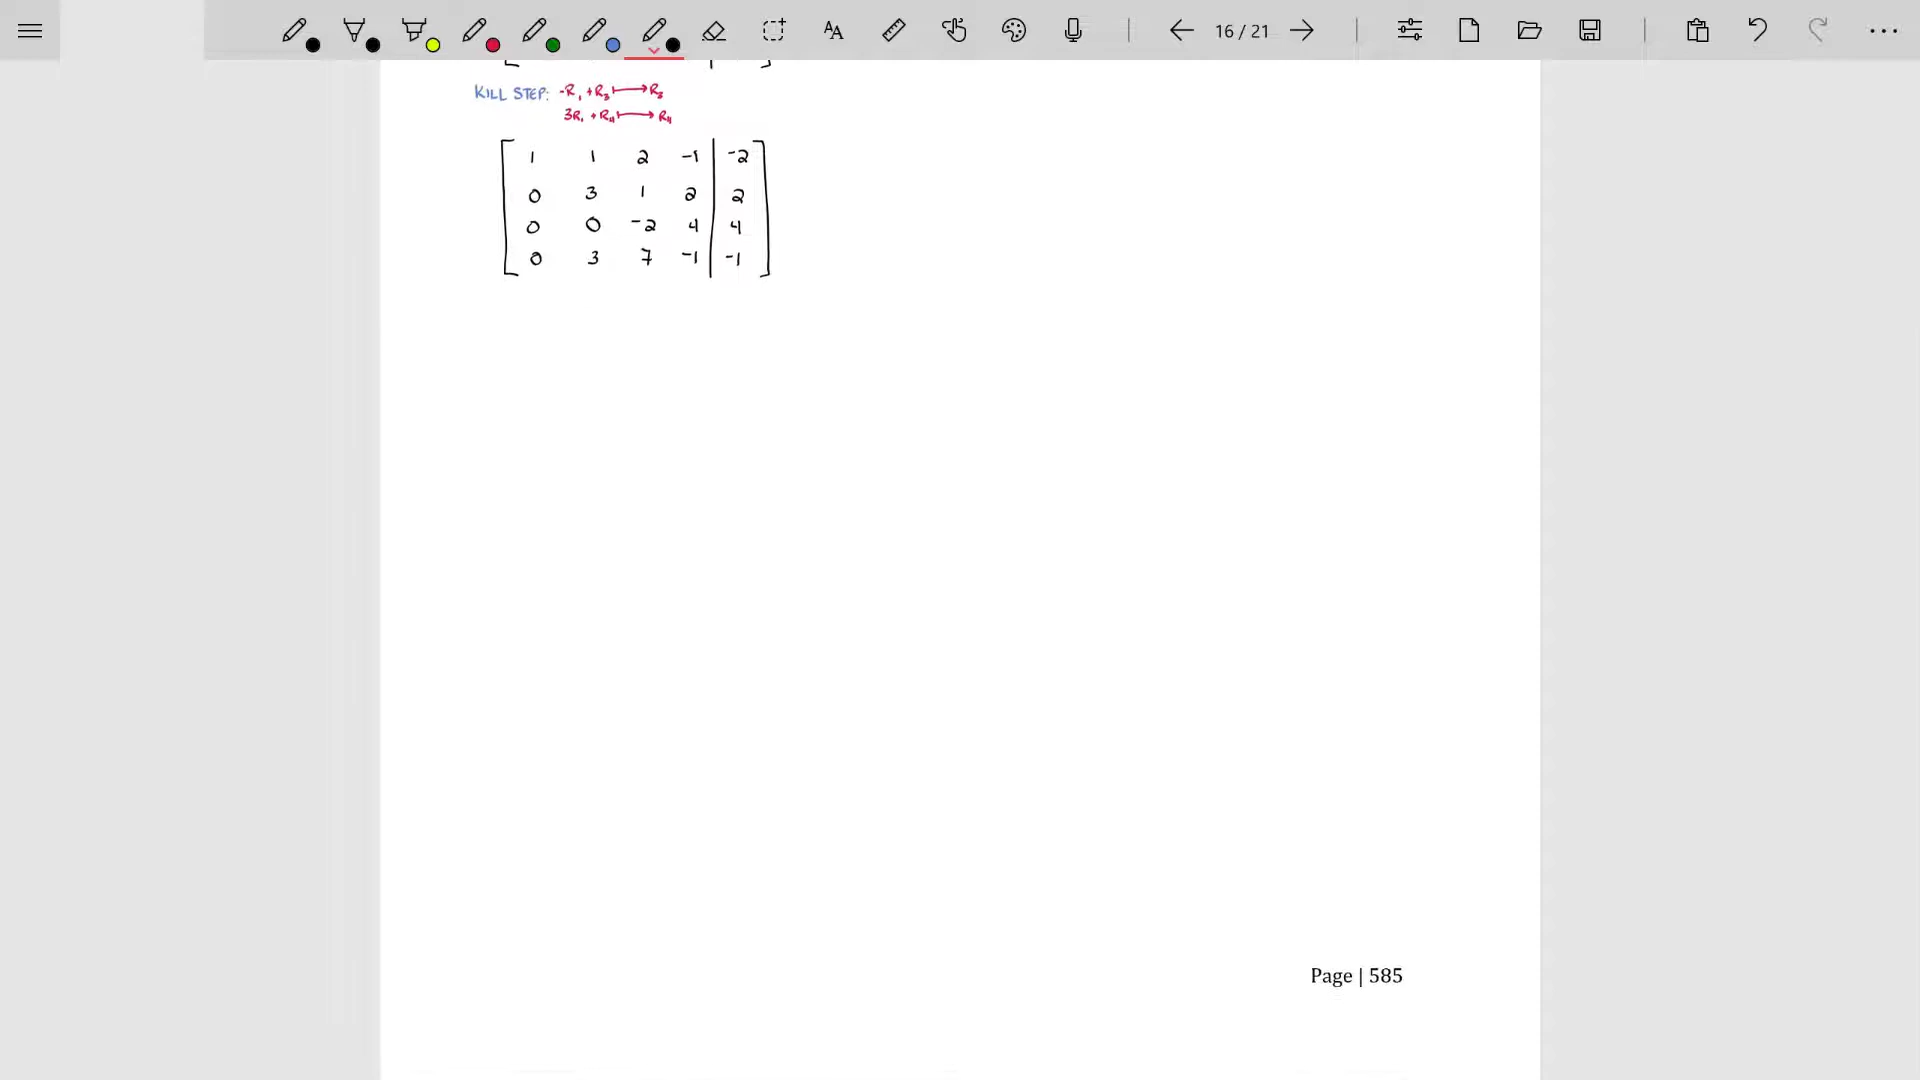 16 / 21
KILL STEP: -R₁ + R₃ ⟼ R₃
3R₁ + R₄ ⟼ R₄
1 1 2 -1 | -2
0 3 1 2 | 2
0 0 -2 4 | 4
0 3 7 -1 | -1
Page | 585